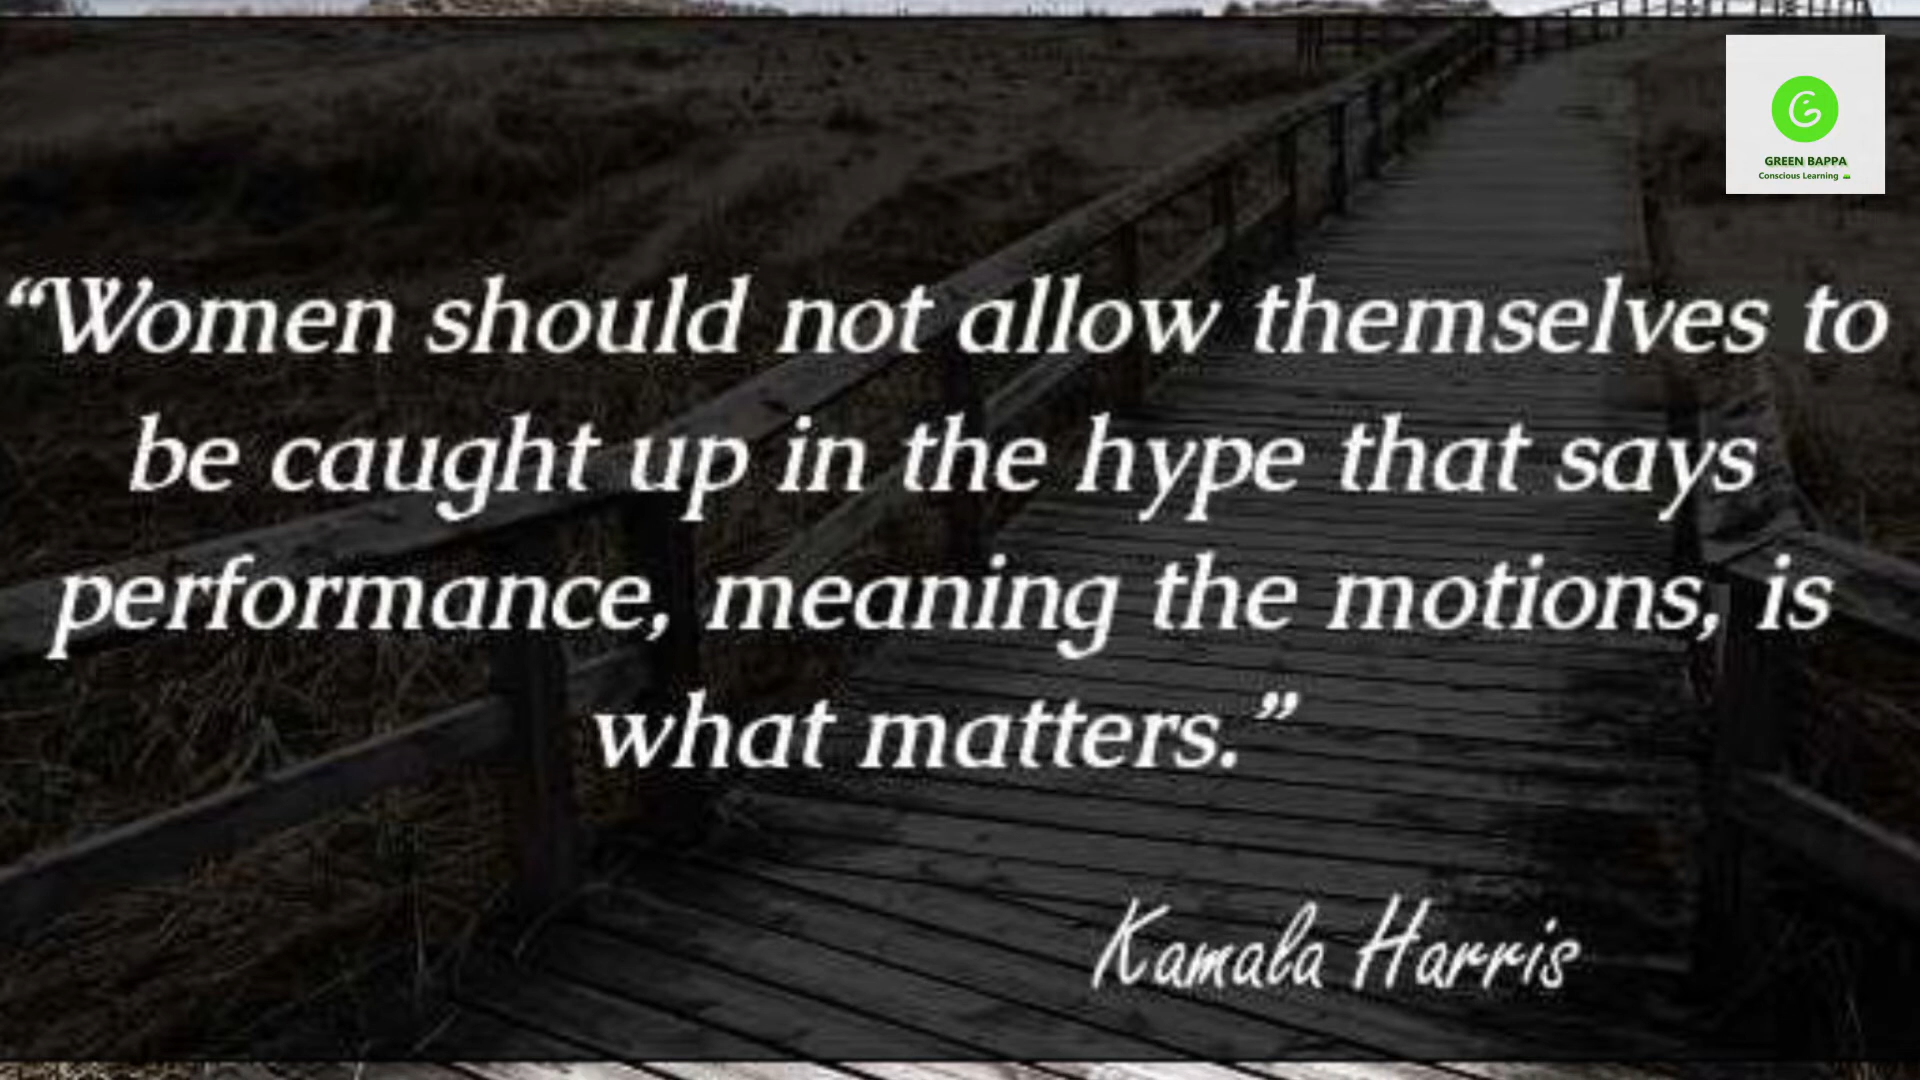 GREEN BAPPA
Conscious Learning
“Women should not allow themselves to
be caught up in the hype that says
performance, meaning the motions, is
what matters.”
Kamala Harris